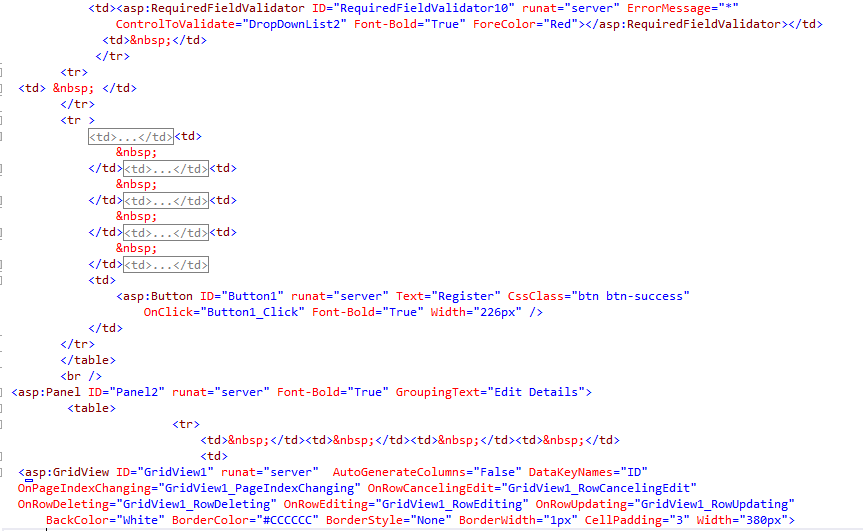 <td><asp:RequiredFieldValidator ID="RequiredFieldValidator10" runat="server" ErrorMessage="*"
ControlToValidate="DropDownList2" Font-Bold="True" ForeColor="Red"></asp:RequiredFieldValidator></td>
<td>&nbsp;</td>
</tr>
<tr>
<td> &nbsp; </td>
</tr>
<tr >
<td>...</td><td>
&nbsp;
</td><td>...</td><td>
&nbsp;
</td><td>...</td><td>
&nbsp;
</td><td>...</td><td>
&nbsp;
</td><td>...</td>
<td>
<asp:Button ID="Button1" runat="server" Text="Register" CssClass="btn btn-success"
OnClick="Button1_Click" Font-Bold="True" Width="226px" />
</td>
</tr>
</table>
<br />
<asp:Panel ID="Panel2" runat="server" Font-Bold="True" GroupingText="Edit Details">
<table>
<tr>
<td>&nbsp;</td><td>&nbsp;</td><td>&nbsp;</td><td>&nbsp;</td>
<td>
<asp:GridView ID="GridView1" runat="server"  AutoGenerateColumns="False" DataKeyNames="ID"
OnPageIndexChanging="GridView1_PageIndexChanging" OnRowCancelingEdit="GridView1_RowCancelingEdit"
OnRowDeleting="GridView1_RowDeleting" OnRowEditing="GridView1_RowEditing" OnRowUpdating="GridView1_RowUpdating"
BackColor="White" BorderColor="#CCCCCC" BorderStyle="None" BorderWidth="1px" CellPadding="3" Width="380px">